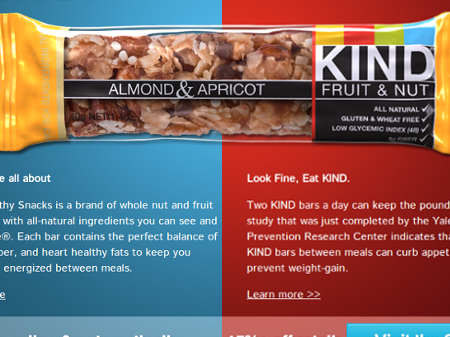 KIND
ALMOND & APRICOT
FRUIT & NUT
ALL NATURAL ✓
GLUTEN & WHEAT FREE ✓
LOW GLYCEMIC INDEX (48) ✓
40g NET
e all about
thy Snacks is a brand of whole nut and fruit
with all-natural ingredients you can see and
e®. Each bar contains the perfect balance of
ber, and heart healthy fats to keep you
energized between meals.
e
Look Fine, Eat KIND.
Two KIND bars a day can keep the pound
study that was just completed by the Yale
Prevention Research Center indicates tha
KIND bars between meals can curb appet
prevent weight-gain.
Learn more >>